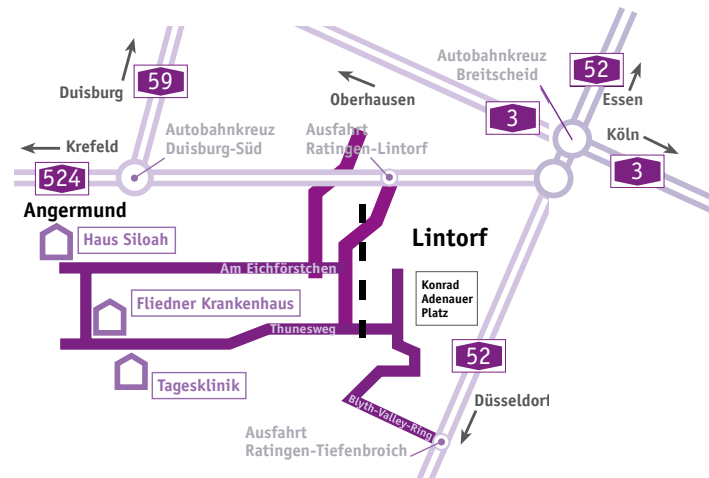 Duisburg
59
Oberhausen
Autobahnkreuz
Breitscheid
52
Essen
3
Köln
3
Krefeld
524
Autobahnkreuz
Duisburg-Süd
Ausfahrt
Ratingen-Lintorf
Angermund
Haus Siloah
Lintorf
Am Eichförstchen
Konrad
Adenauer
Platz
Fliedner Krankenhaus
Thunesweg
52
Tagesklinik
Blyth-Valley-Ring
Düsseldorf
Ausfahrt
Ratingen-Tiefenbroich